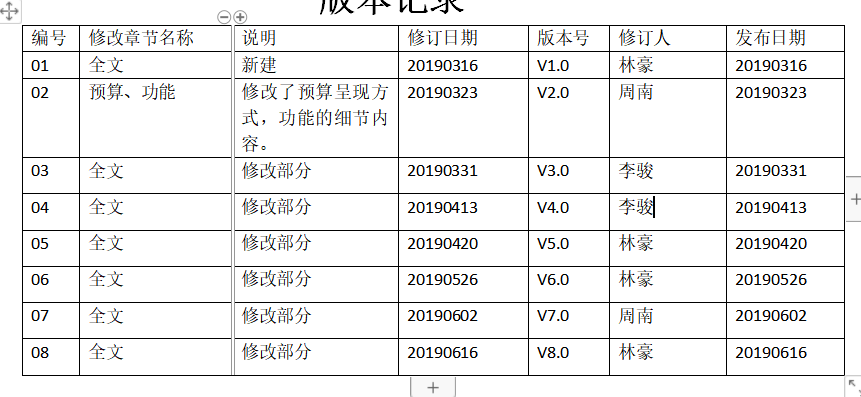 版本记录
编号 修改章节名称 说明 修订日期 版本号 修订人 发布日期
01 全文 新建 20190316 V1.0 林豪 20190316
02 预算、功能 修改了预算呈现方 20190323 V2.0 周南 20190323
式，功能的细节内
容。
03 全文 修改部分 20190331 V3.0 李骏 20190331
04 全文 修改部分 20190413 V4.0 李骏 20190413
05 全文 修改部分 20190420 V5.0 林豪 20190420
06 全文 修改部分 20190526 V6.0 林豪 20190526
07 全文 修改部分 20190602 V7.0 周南 20190602
08 全文 修改部分 20190616 V8.0 林豪 20190616